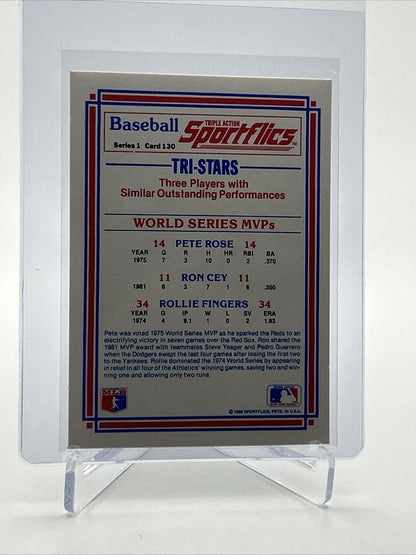 Baseball
TRIPLE ACTION
Sportflics™
Series 1 Card 130
TRI-STARS
Three Players with
Similar Outstanding Performances
WORLD SERIES MVPs
14 PETE ROSE 14
YEAR G R H HR RBI BA
1975 7 3 10 0 2 .370
11 RON CEY 11
1981 6 3 7 1 6 .350
34 ROLLIE FINGERS 34
YEAR G IP W L SV ERA
1974 4 9.1 1 0 2 1.93
Pete was voted 1975 World Series MVP as he sparked the Reds to an
electrifying victory in seven games over the Red Sox. Ron shared the
1981 MVP award with teammates Steve Yeager and Pedro Guerrero
when the Dodgers swept the last four games after losing the first two
to the Yankees. Rollie dominated the 1974 World Series by appearing
in relief in all four of the Athletics' winning games, saving two and win-
ning one and allowing only two runs.
© 1986 SPORTFLICS, PRTD. IN U.S.A.